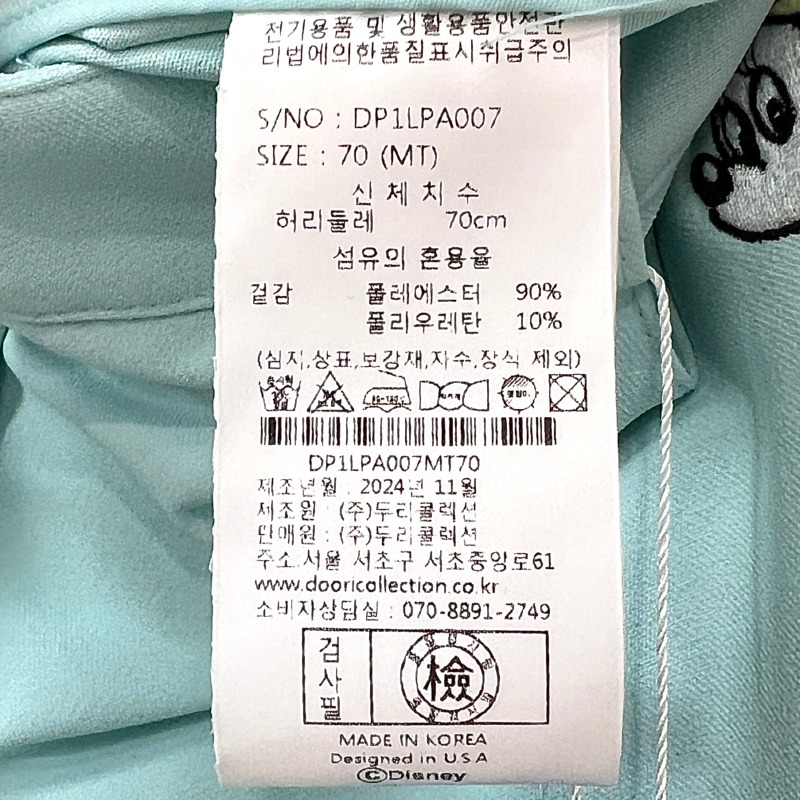 전기용품 및 생활용품안전관
리법에의한품질표시취급주의
S/NO : DP1LPA007
SIZE : 70 (MT)
신 체 치 수
허리둘레 70cm
섬유의 혼용율
겉감 폴레에스터 90%
폴리우레탄 10%
(심지,상표,보강재,자수,장식 제외)
DP1LPA007MT70
제조년월 : 2024년 11월
제조원 : (주)두리콜렉션
판매원 : (주)두리콜렉션
주소:서울 서초구 서초중앙로61
www.dooricollection.co.kr
소비자상담실 : 070-8891-2749
검사필
檢
MADE IN KOREA
Designed in U.S.A
©Disney